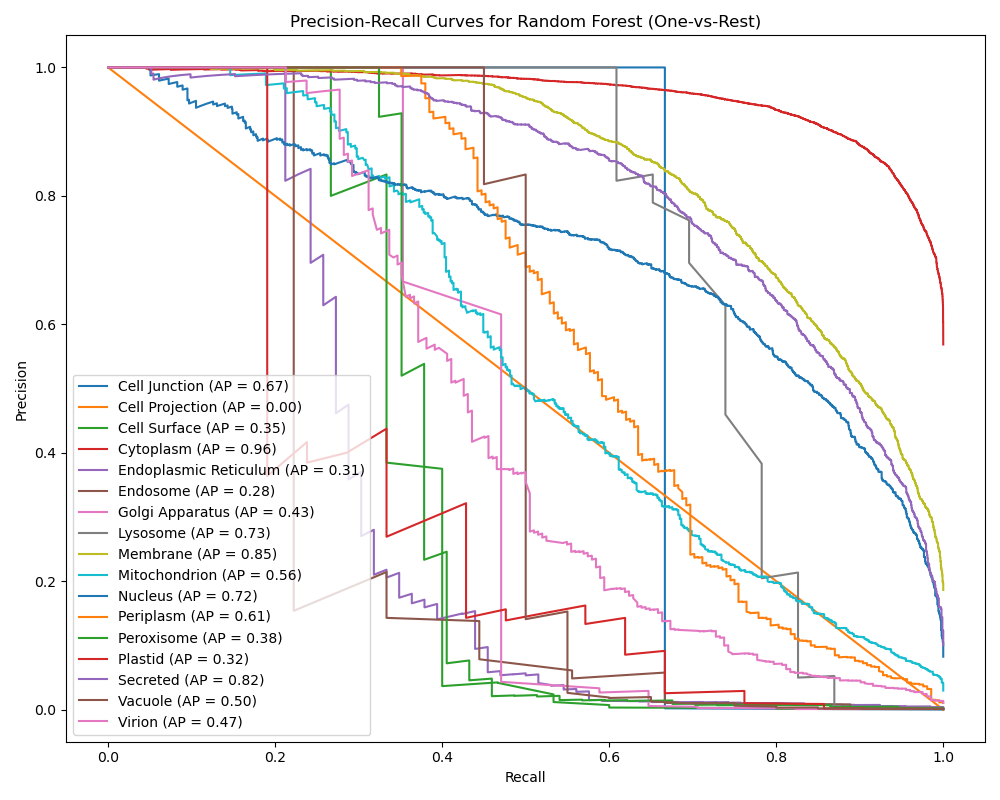 Precision-Recall Curves for Random Forest (One-vs-Rest)
1.0
0.8
0.6
0.4
0.2
0.0
Precision
Cell Junction (AP = 0.67)
Cell Projection (AP = 0.00)
Cell Surface (AP = 0.35)
Cytoplasm (AP = 0.96)
Endoplasmic Reticulum (AP = 0.31)
Endosome (AP = 0.28)
Golgi Apparatus (AP = 0.43)
Lysosome (AP = 0.73)
Membrane (AP = 0.85)
Mitochondrion (AP = 0.56)
Nucleus (AP = 0.72)
Periplasm (AP = 0.61)
Peroxisome (AP = 0.38)
Plastid (AP = 0.32)
Secreted (AP = 0.82)
Vacuole (AP = 0.50)
Virion (AP = 0.47)
0.0 0.2 0.4 0.6 0.8 1.0
Recall